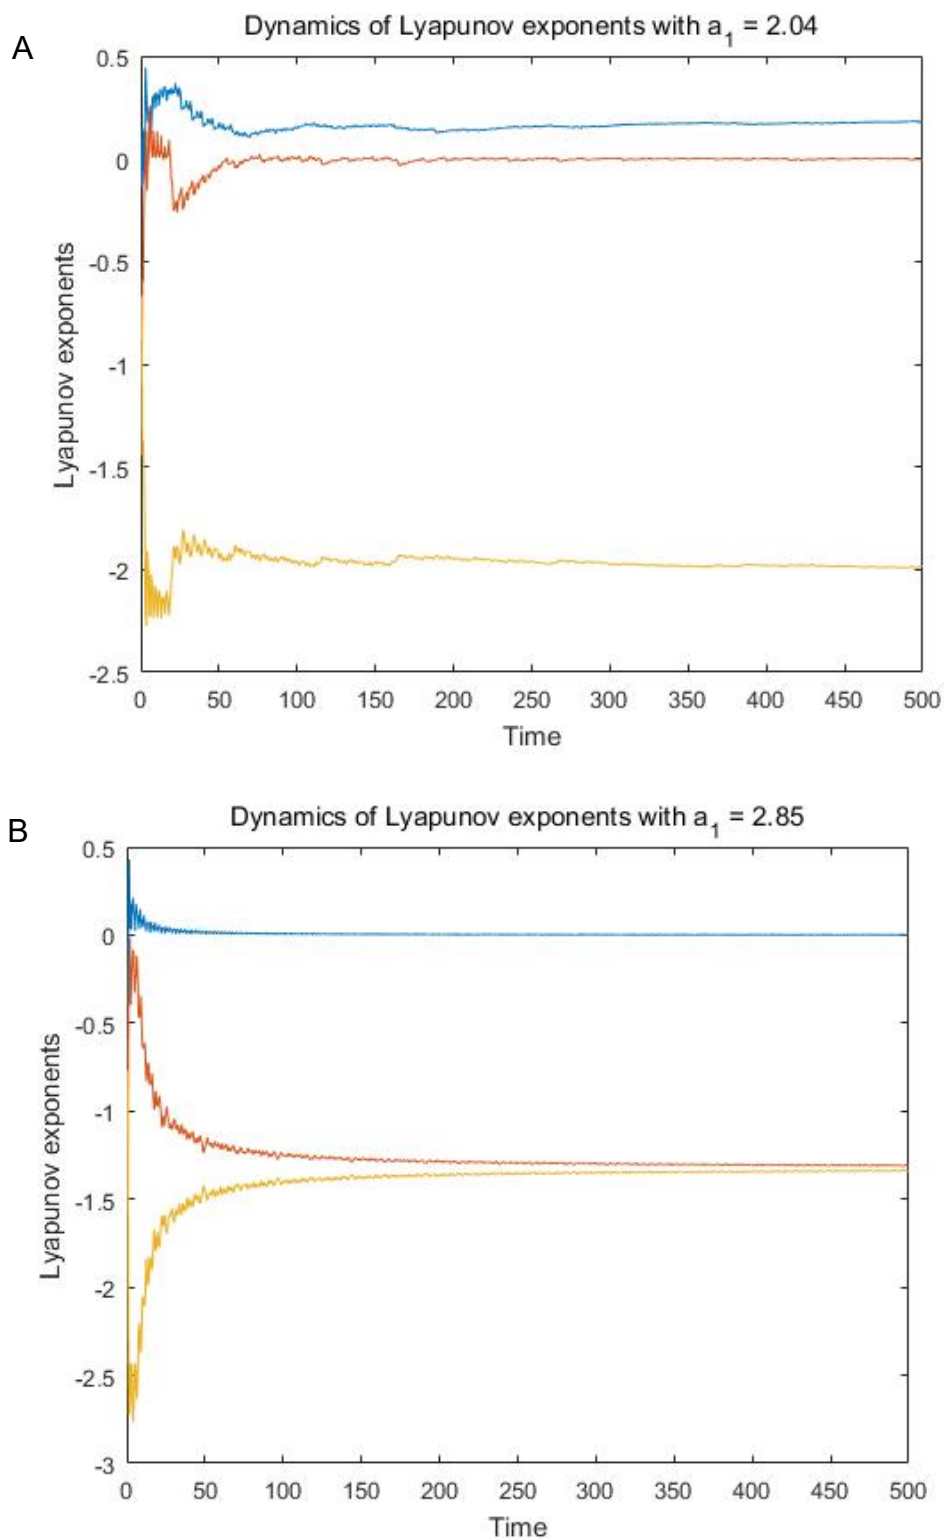 A
Dynamics of Lyapunov exponents with a₁ = 2.04
0.5
0
-0.5
-1
-1.5
-2
-2.5
Lyapunov exponents
0 50 100 150 200 250 300 350 400 450 500
Time
B
Dynamics of Lyapunov exponents with a₁ = 2.85
0.5
0
-0.5
-1
-1.5
-2
-2.5
-3
Lyapunov exponents
0 50 100 150 200 250 300 350 400 450 500
Time